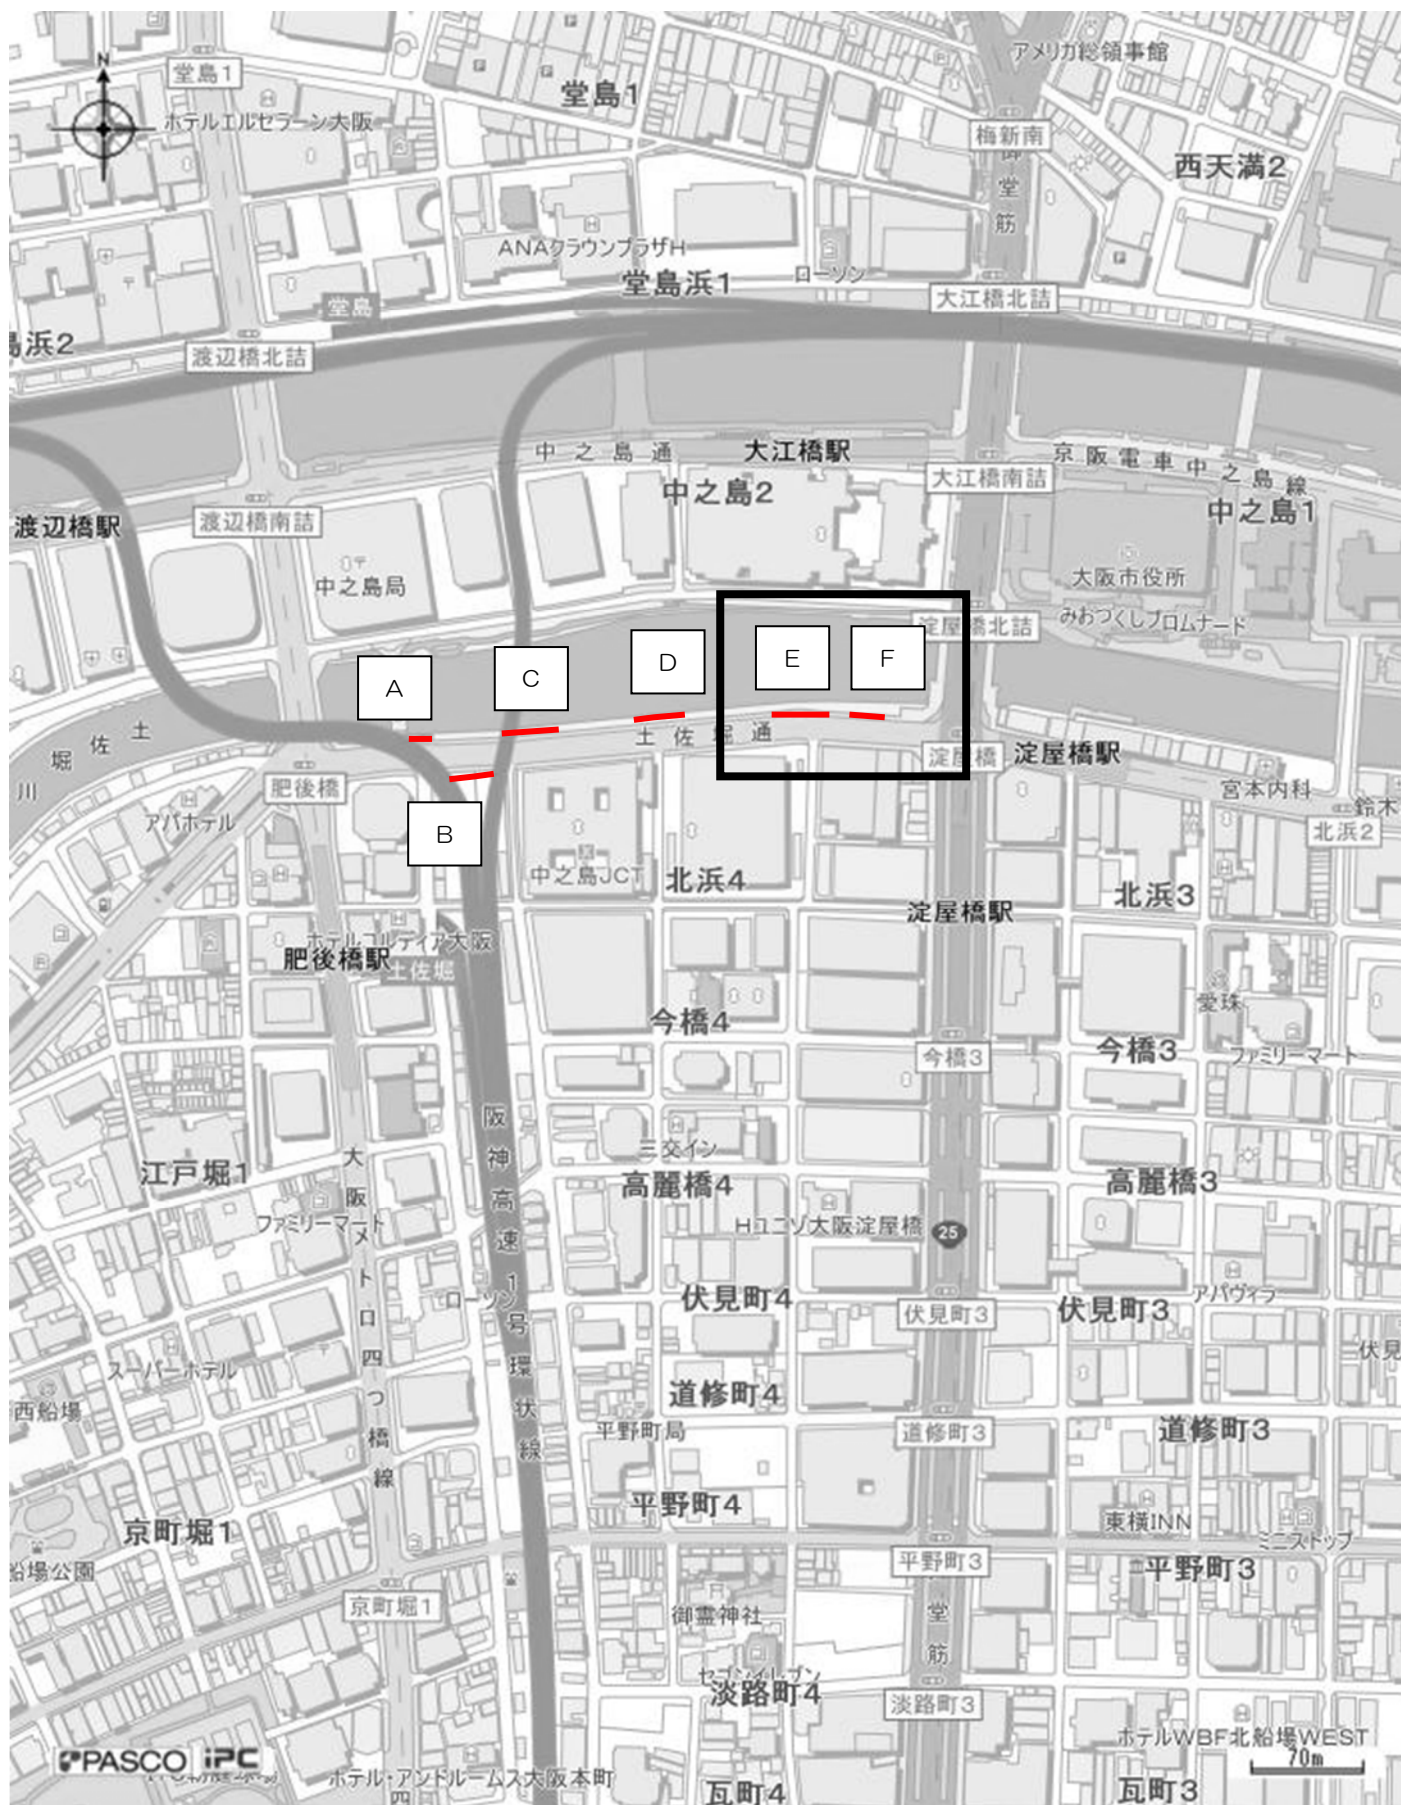 アメリカ総領事館
堂島1
堂島1
ホテルエルセラーン大阪
梅新南
西天満2
御堂筋
N
P
P
P
ANAクラウンプラザH
堂島浜1
ローソン
大江橋北詰
堂島
島浜2
渡辺橋北詰
中之島通
大江橋駅
京阪電車中之島線
大江橋南詰
中之島2
中之島1
渡辺橋南詰
渡辺橋駅
中之島局
大阪市役所
みおつくしプロムナード
淀屋橋北詰
A
C
D
E
F
土佐堀川
土佐堀通
淀屋橋
淀屋橋駅
肥後橋
宮本内科
鈴木
アパホテル
B
北浜2
中之島JCT
北浜4
北浜3
淀屋橋駅
ホテルコルディア大阪
肥後橋駅
土佐堀
愛珠
今橋4
今橋3
今橋3
ファミリーマート
阪神高速1号環状線
三交イン
江戸堀1
大阪メトロ四つ橋線
高麗橋4
高麗橋3
ファミリーマート
Hユニゾ大阪淀屋橋
25
ローソン
伏見町4
伏見町3
伏見町3
アパヴィラ
伏見
スーパーホテル
道修町4
西船場
平野町局
道修町3
道修町3
平野町4
京町堀1
東横INN
ミニストップ
船場公園
平野町3
平野町3
京町堀1
御霊神社
堂筋
セブンイレブン
淡路町4
淡路町3
ホテルWBF北船場WEST
PASCO iPC
70m
ホテル・アンドルームス大阪本町
四
瓦町4
瓦町3